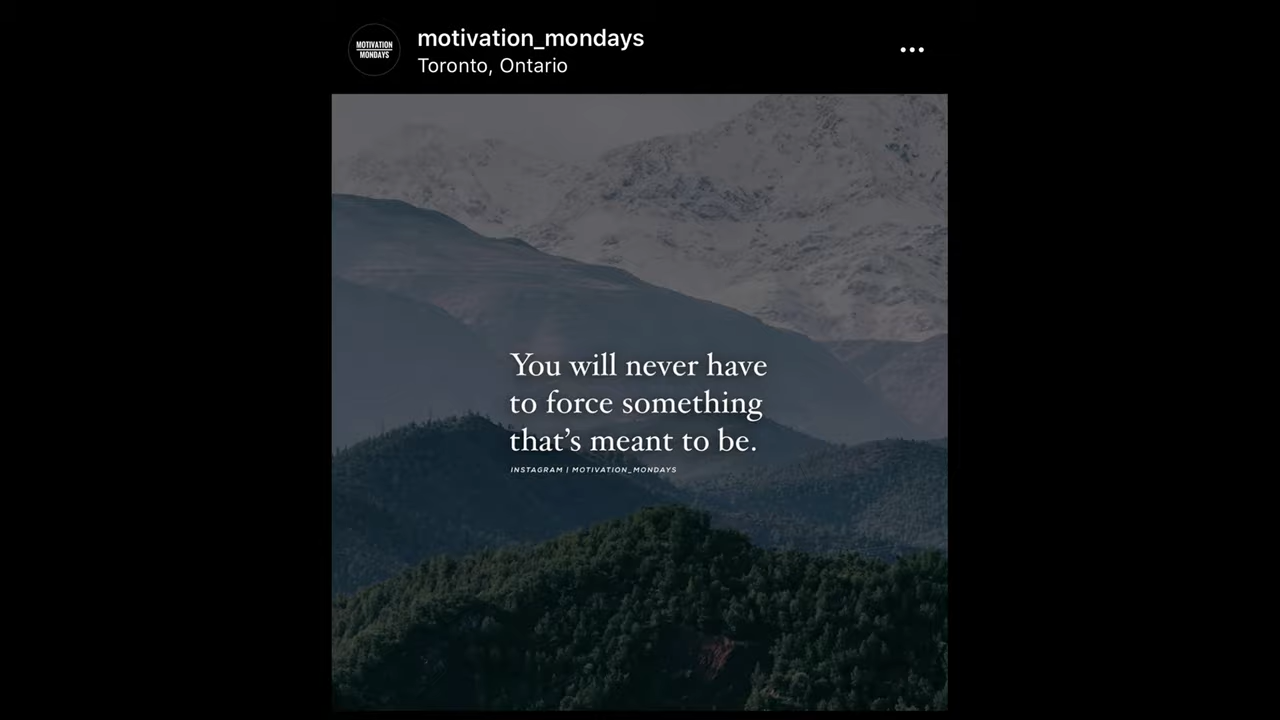 MOTIVATION
MONDAYS
motivation_mondays
Toronto, Ontario
You will never have
to force something
that's meant to be.
INSTAGRAM | MOTIVATION_MONDAYS